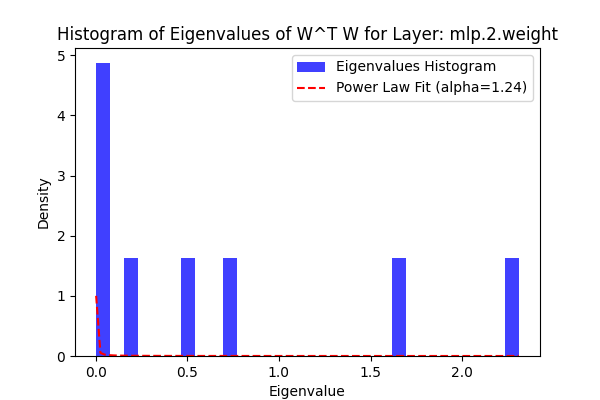 Histogram of Eigenvalues of W^T W for Layer: mlp.2.weight
Eigenvalues Histogram
Power Law Fit (alpha=1.24)
Density
5
4
3
2
1
0
0.0 0.5 1.0 1.5 2.0
Eigenvalue